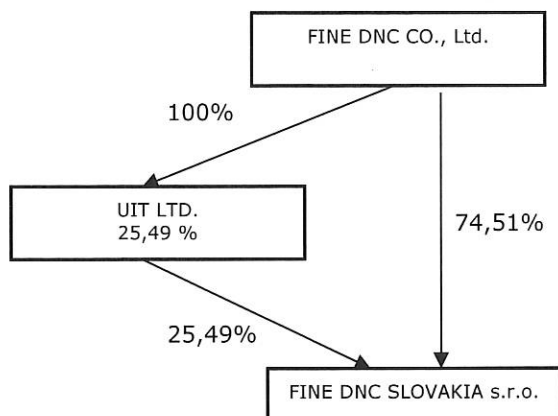 FINE DNC CO., Ltd.
100%
UIT LTD.
25,49 %
74,51%
25,49%
FINE DNC SLOVAKIA s.r.o.